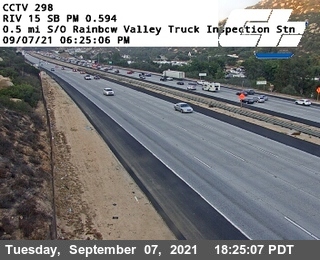 CCTV 298
RIV 15 SB PM 0.594
0.5 mi S/O Rainbow Valley Truck Inspection Stn
09/07/21 06:25:06 PM
Tuesday, September 07, 2021 18:25:07 PDT